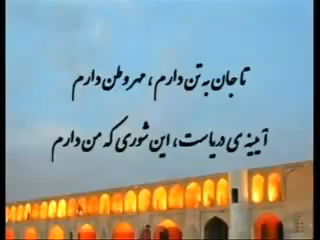 تا جان به تن دارم ، مهر وطن دارم
آیینه ی دریاست ، این شوری که من دارم